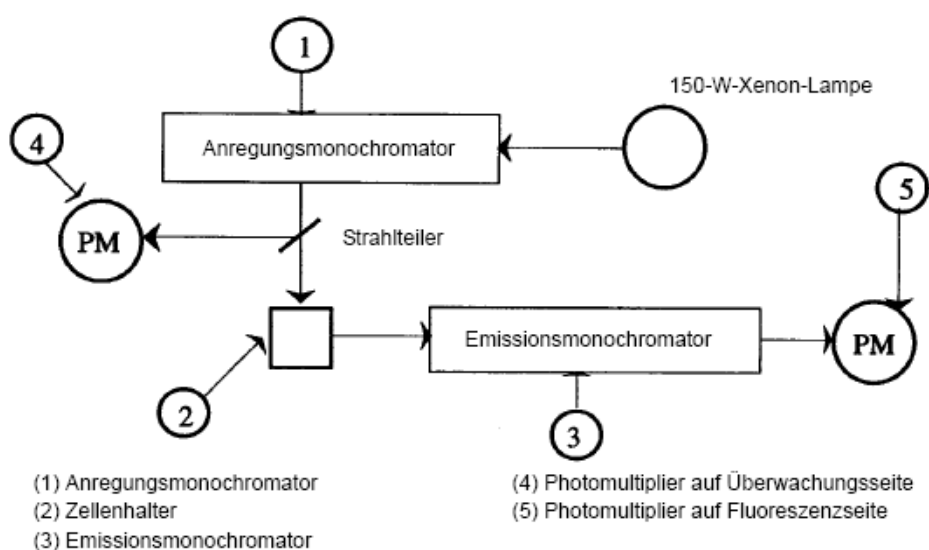 1
150-W-Xenon-Lampe
4
Anregungsmonochromator
5
PM
Strahlteiler
Emissionsmonochromator
PM
2
3
(1) Anregungsmonochromator
(2) Zellenhalter
(3) Emissionsmonochromator
(4) Photomultiplier auf Überwachungsseite
(5) Photomultiplier auf Fluoreszenzseite